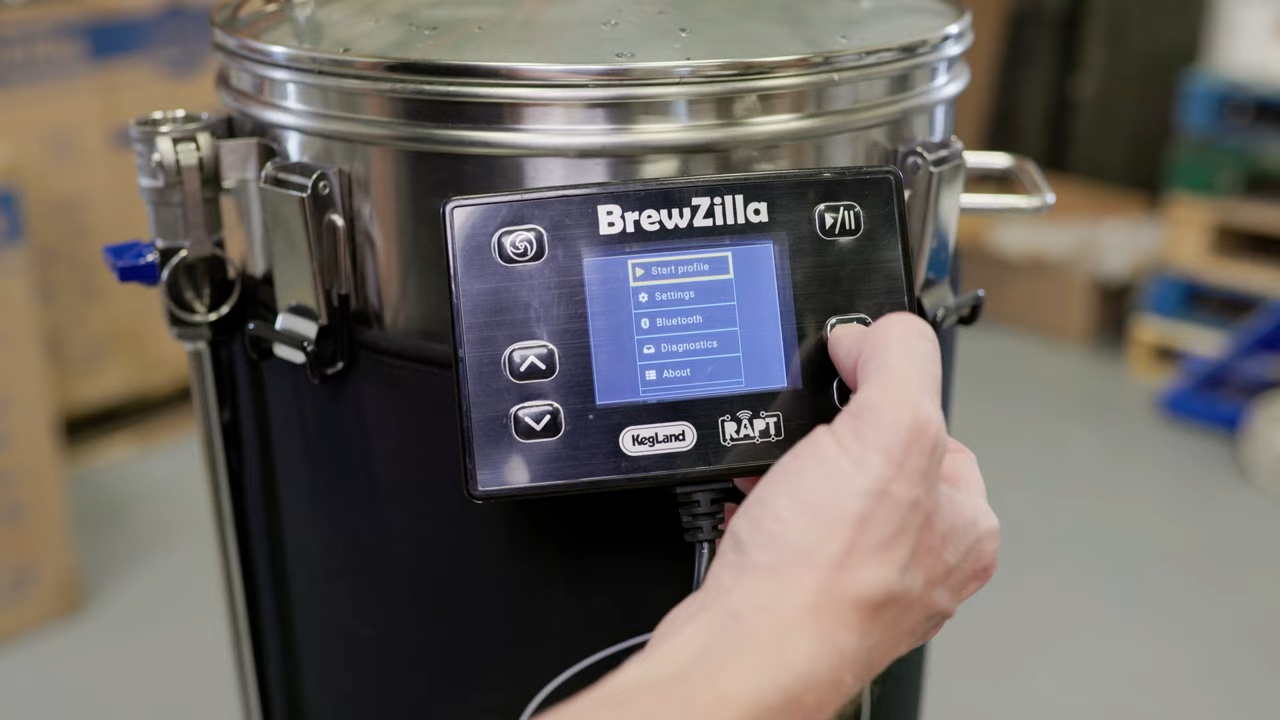 BrewZilla
Start profile
Settings
Bluetooth
Diagnostics
About
KegLand
RAPT